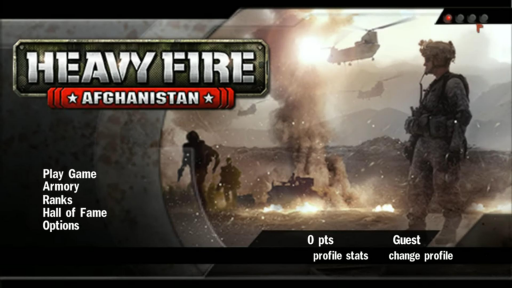 HEAVY FIRE
★ AFGHANISTAN ★
Play Game
Armory
Ranks
Hall of Fame
Options
0 pts
Guest
profile stats
change profile